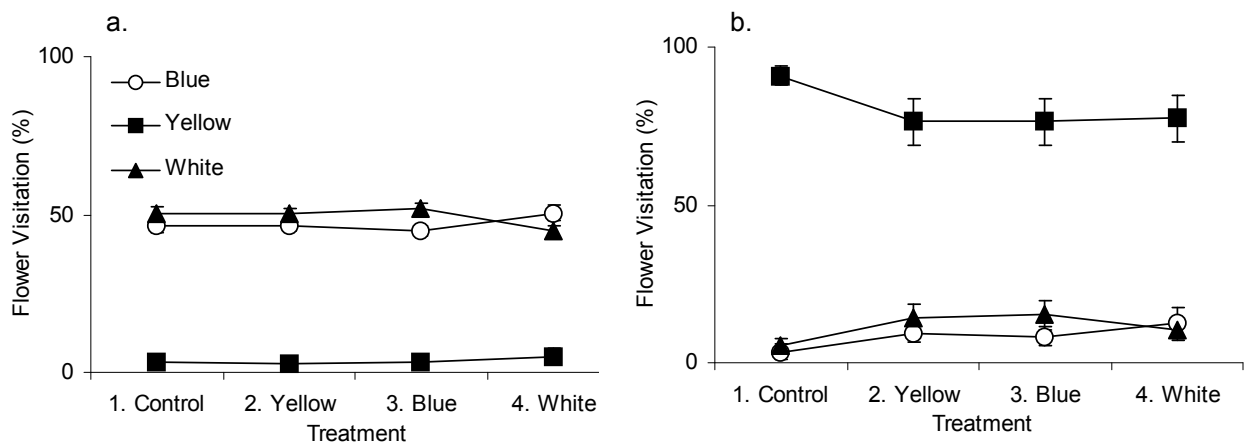 a.
100
Flower Visitation (%)
50
0
Blue
Yellow
White
1. Control 2. Yellow 3. Blue 4. White
Treatment
b.
100
Flower Visitation (%)
50
0
1. Control 2. Yellow 3. Blue 4. White
Treatment